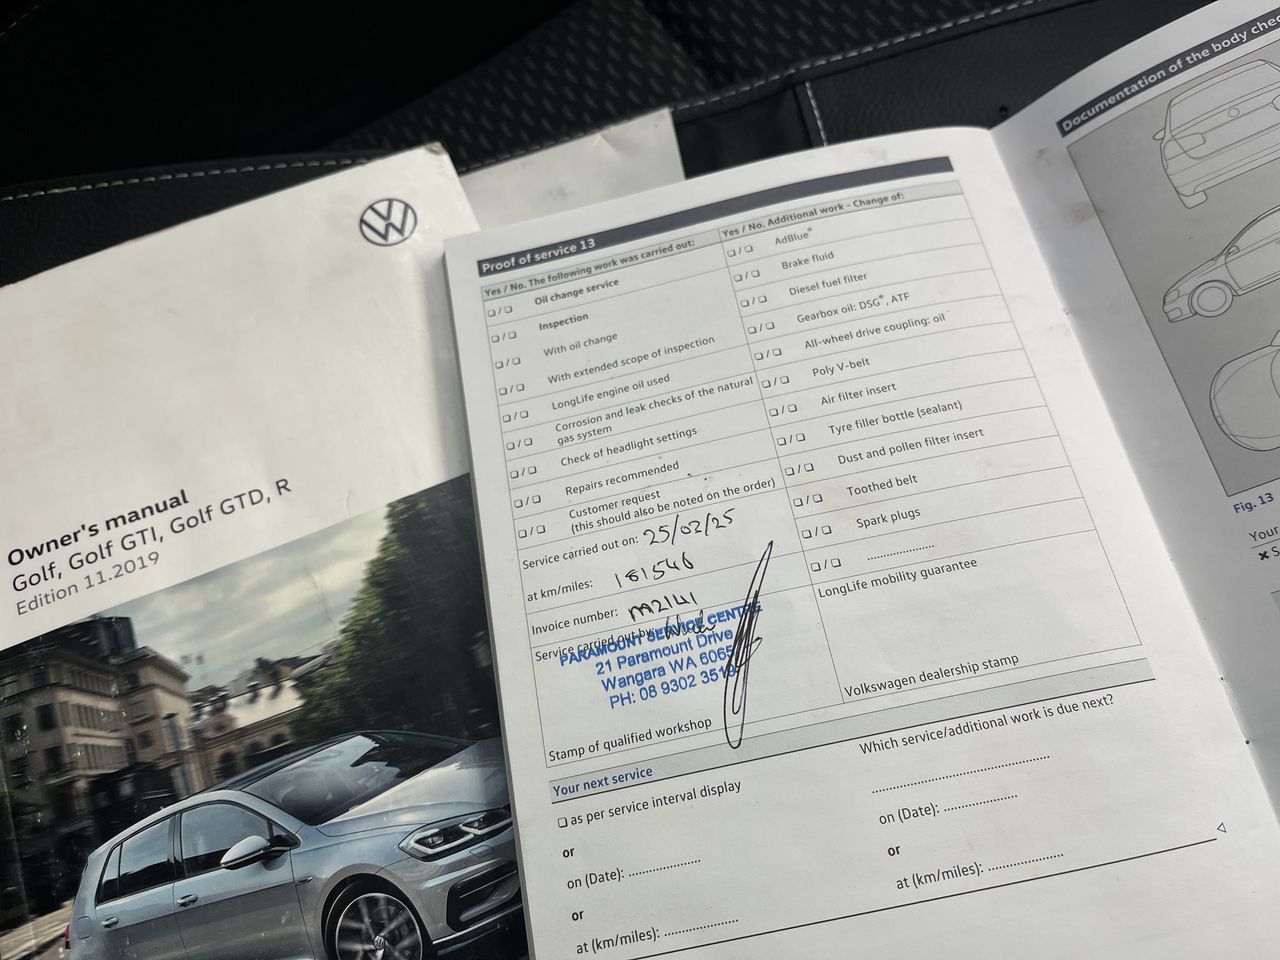 Owner's manual
Golf, Golf GTI, Golf GTD, R
Edition 11.2019
Proof of service 13
Yes / No. The following work was carried out:
❏ / ❏ Oil change service
❏ / ❏ Inspection
❏ / ❏ With oil change
❏ / ❏ With extended scope of inspection
❏ / ❏ LongLife engine oil used
❏ / ❏ Corrosion and leak checks of the natural
gas system
❏ / ❏ Check of headlight settings
❏ / ❏ Repairs recommended
❏ / ❏ Customer request
(this should also be noted on the order)
Yes / No. Additional work - Change of:
❏ / ❏ AdBlue®
❏ / ❏ Brake fluid
❏ / ❏ Diesel fuel filter
❏ / ❏ Gearbox oil: DSG®, ATF
❏ / ❏ All-wheel drive coupling: oil
❏ / ❏ Poly V-belt
❏ / ❏ Air filter insert
❏ / ❏ Tyre filler bottle (sealant)
❏ / ❏ Dust and pollen filter insert
❏ / ❏ Toothed belt
❏ / ❏ Spark plugs
❏ / ❏ ....................
Service carried out on: 25/02/25
at km/miles: 181546
Invoice number: M2141
Service carried out by:
PARAMOUNT SERVICE CENTRE
21 Paramount Drive
Wangara WA 6065
PH: 08 9302 3519
Stamp of qualified workshop
LongLife mobility guarantee
Volkswagen dealership stamp
Your next service
❏ as per service interval display
or
on (Date): ....................
or
at (km/miles): ....................
Which service/additional work is due next?
..................................................
on (Date): ....................
or
at (km/miles): ....................
Documentation of the body chec
Fig. 13
Your
✖ S